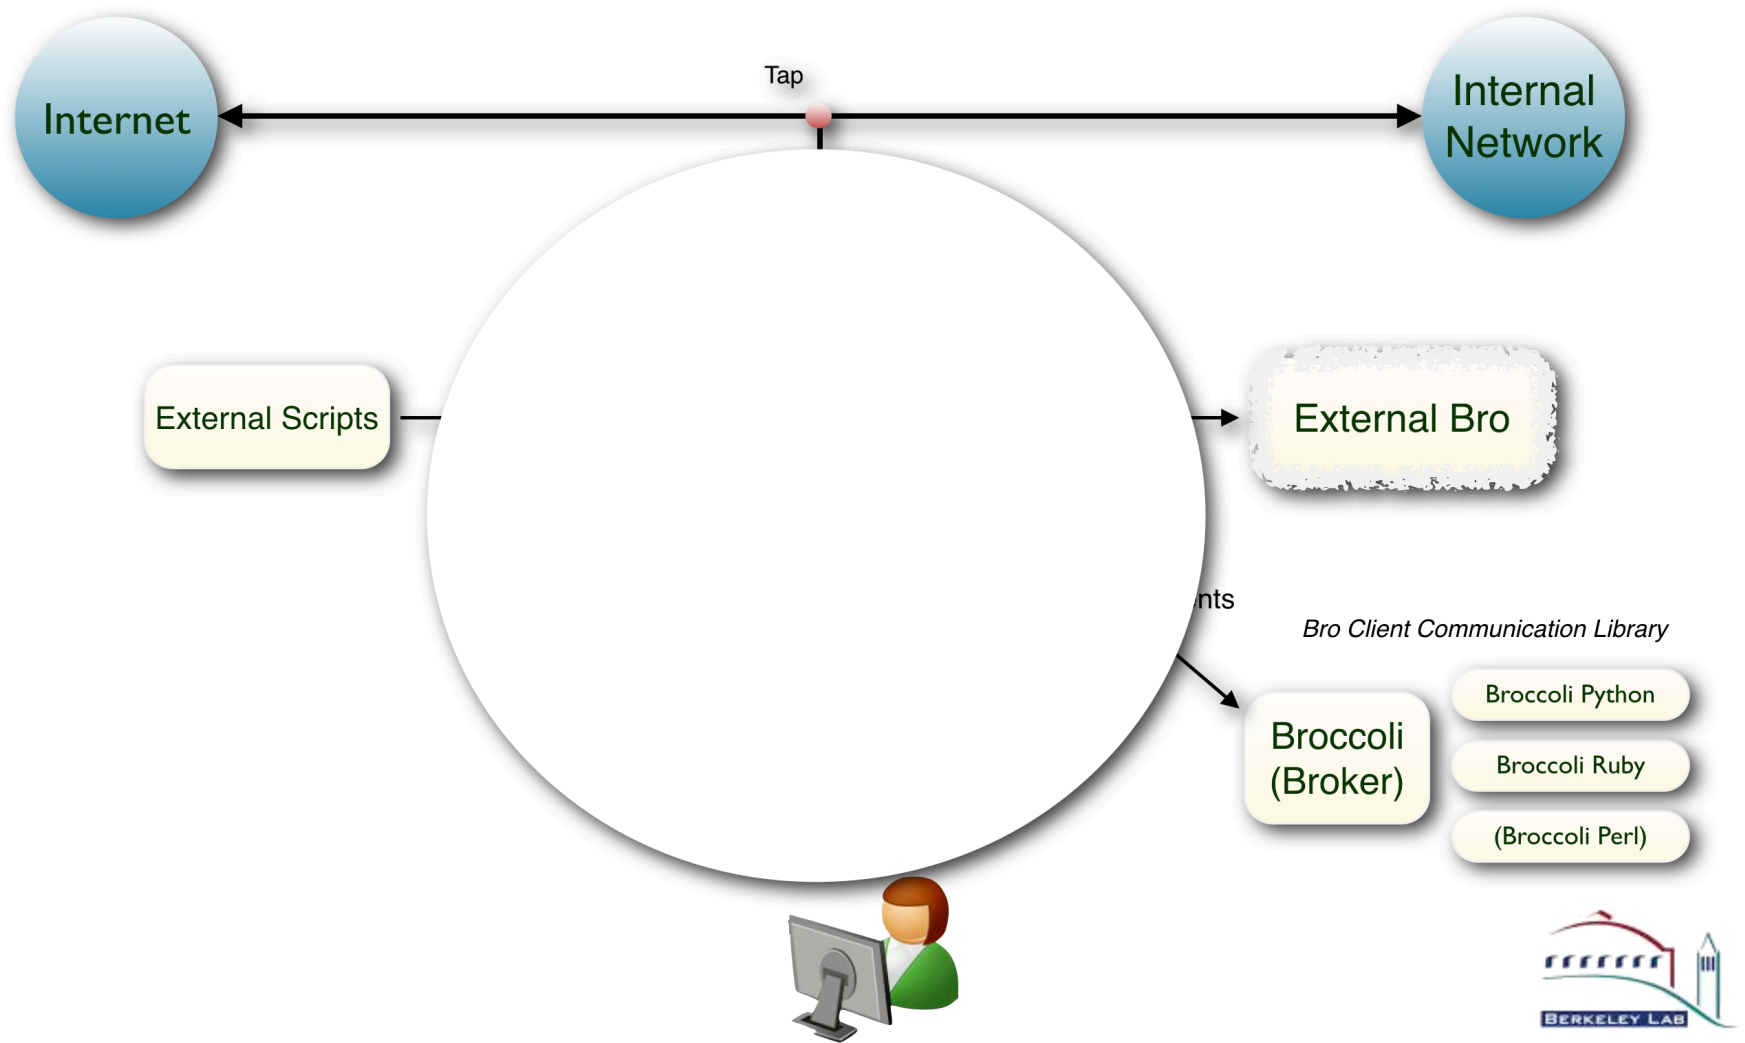 Tap
Internet
Internal
Network
External Scripts
External Bro
Bro Client Communication Library
Broccoli Python
Broccoli
(Broker)
Broccoli Ruby
(Broccoli Perl)
BERKELEY LAB